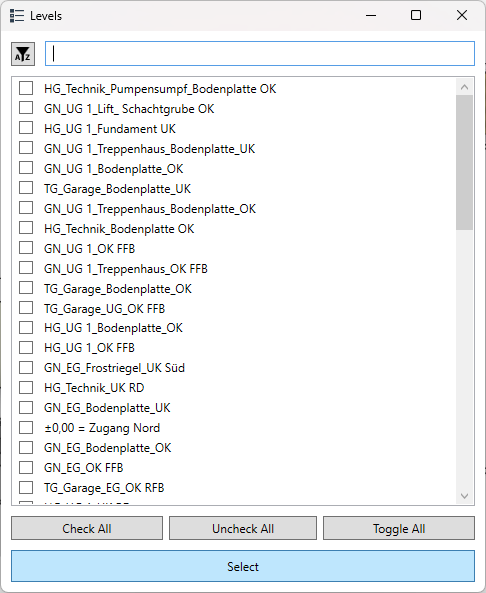 Levels
AZ
HG_Technik_Pumpensumpf_Bodenplatte OK
GN_UG 1_Lift_ Schachtgrube OK
HG_UG 1_Fundament UK
GN_UG 1_Treppenhaus_Bodenplatte_UK
GN_UG 1_Bodenplatte_OK
TG_Garage_Bodenplatte_UK
GN_UG 1_Treppenhaus_Bodenplatte_OK
HG_Technik_Bodenplatte OK
GN_UG 1_OK FFB
GN_UG 1_Treppenhaus_OK FFB
TG_Garage_Bodenplatte_OK
TG_Garage_UG_OK FFB
HG_UG 1_Bodenplatte_OK
HG_UG 1_OK FFB
GN_EG_Frostriegel_UK Süd
HG_Technik_UK RD
GN_EG_Bodenplatte_UK
±0,00 = Zugang Nord
GN_EG_Bodenplatte_OK
GN_EG_OK FFB
TG_Garage_EG_OK RFB
Check All
Uncheck All
Toggle All
Select